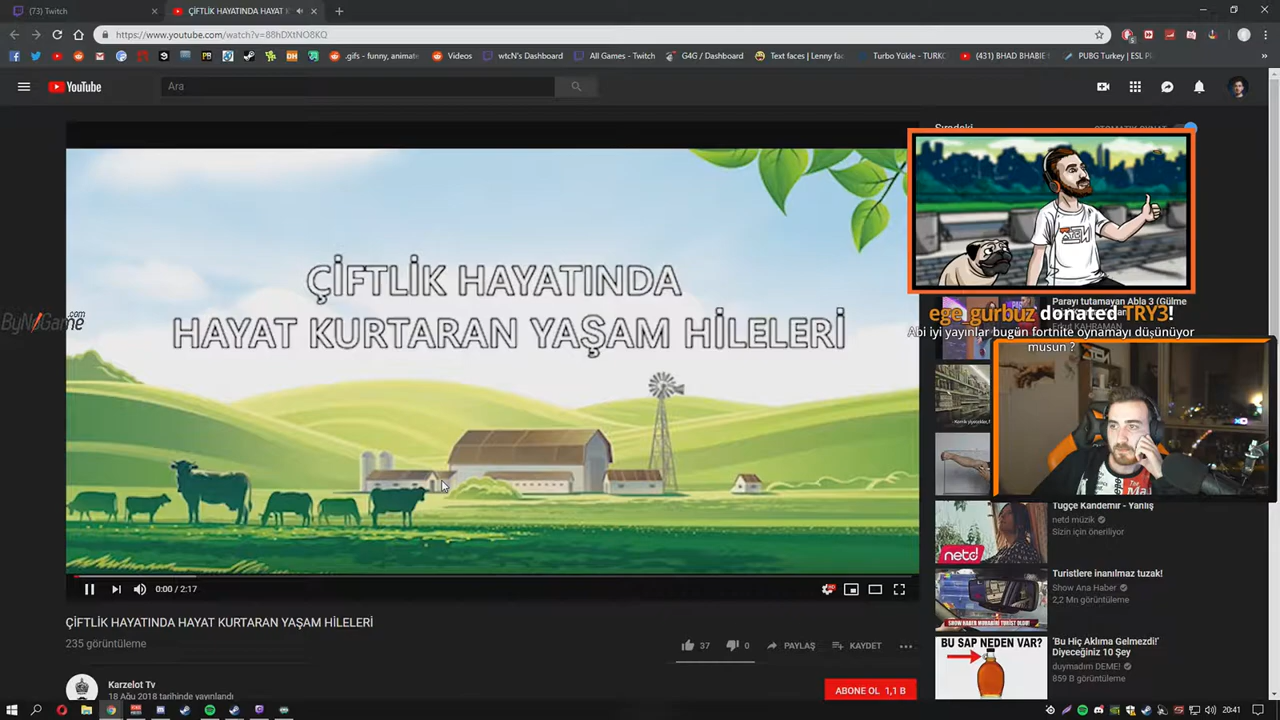 (73) Twitch
ÇİFTLİK HAYATINDA HAYAT K
https://www.youtube.com/watch?v=88hDXtNO8KQ
.gifs - funny, animate
Videos
wtcN's Dashboard
All Games - Twitch
G4G / Dashboard
Text faces | Lenny fac
Turbo Yükle - TURKC
(431) BHAD BHABIE
PUBG Turkey | ESL P
YouTube
Ara
OTOMATİK OYNAT
ÇİFTLİK HAYATINDA
HAYAT KURTARAN YAŞAM HİLELERİ
ByNoGame.com
Parayı tutamayan Abla 3 (Gülme
KAHRAMAN
ege_gurbuz donated TRY3!
Abi iyi yayınlar bugün fortnite oynamayı düşünüyor
musun ?
0:00 / 2:17
Tuğçe Kandemir - Yanlış
netd müzik
Sizin için öneriliyor
netd
Turistlere inanılmaz tuzak!
Show Ana Haber
2,2 Mn görüntüleme
ÇİFTLİK HAYATINDA HAYAT KURTARAN YAŞAM HİLELERİ
235 görüntüleme
37
0
PAYLAŞ
KAYDET
BU SAP NEDEN VAR?
'Bu Hiç Aklıma Gelmezdi!'
Diyeceğiniz 10 Şey
duymadım DEME!
859 B görüntüleme
Karzelot Tv
18 Ağu 2018 tarihinde yayınlandı
ABONE OL 1,1 B
20:41